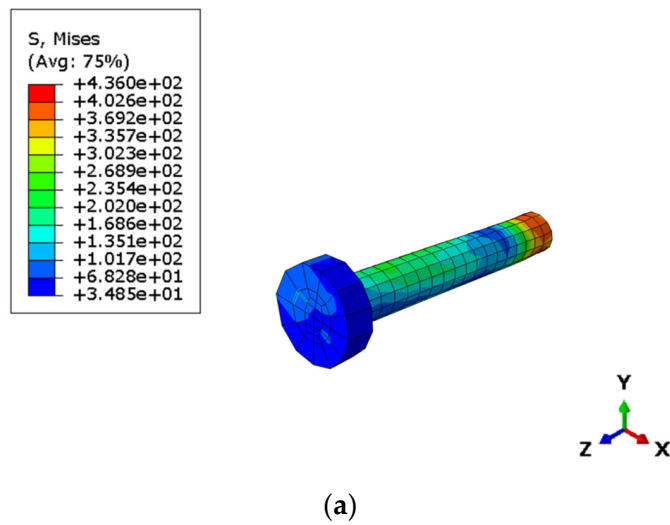 S, Mises
(Avg: 75%)
+4.360e+02
+4.026e+02
+3.692e+02
+3.357e+02
+3.023e+02
+2.689e+02
+2.354e+02
+2.020e+02
+1.686e+02
+1.351e+02
+1.017e+02
+6.828e+01
+3.485e+01
Y
Z
X
(a)